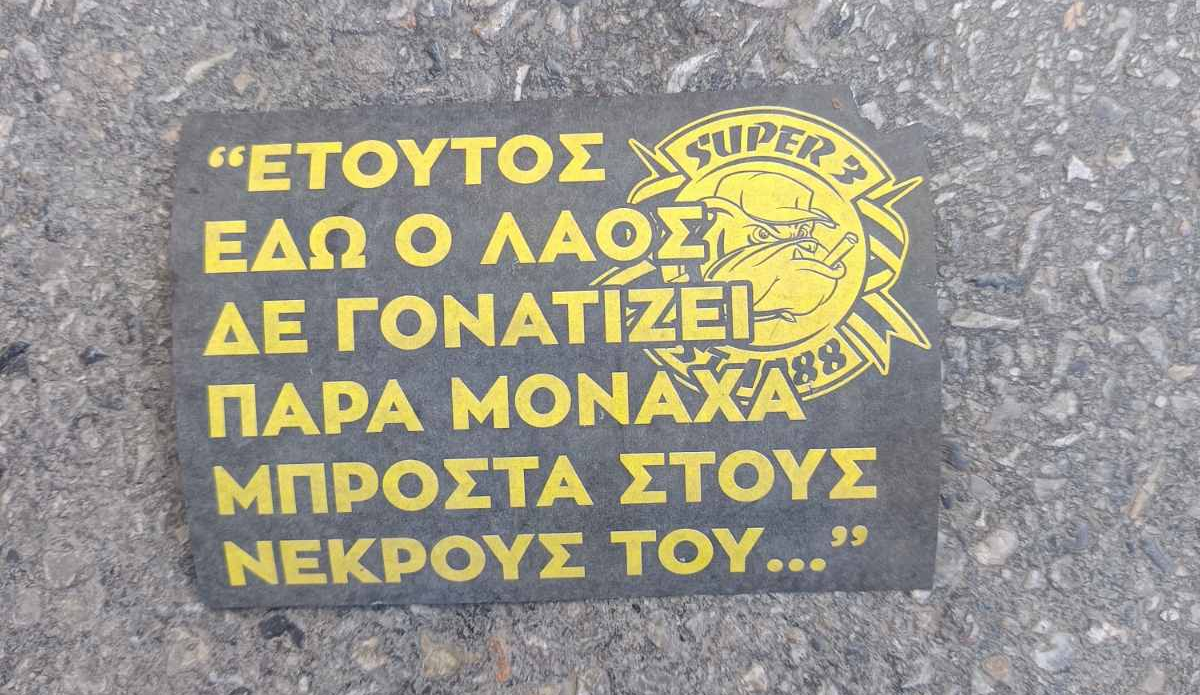 “ΕΤΟΥΤΟΣ
ΕΔΩ Ο ΛΑΟΣ
ΔΕ ΓΟΝΑΤΙΖΕΙ
ΠΑΡΑ ΜΟΝΑΧΑ
ΜΠΡΟΣΤΑ ΣΤΟΥΣ
ΝΕΚΡΟΥΣ ΤΟΥ...”
SUPER 3